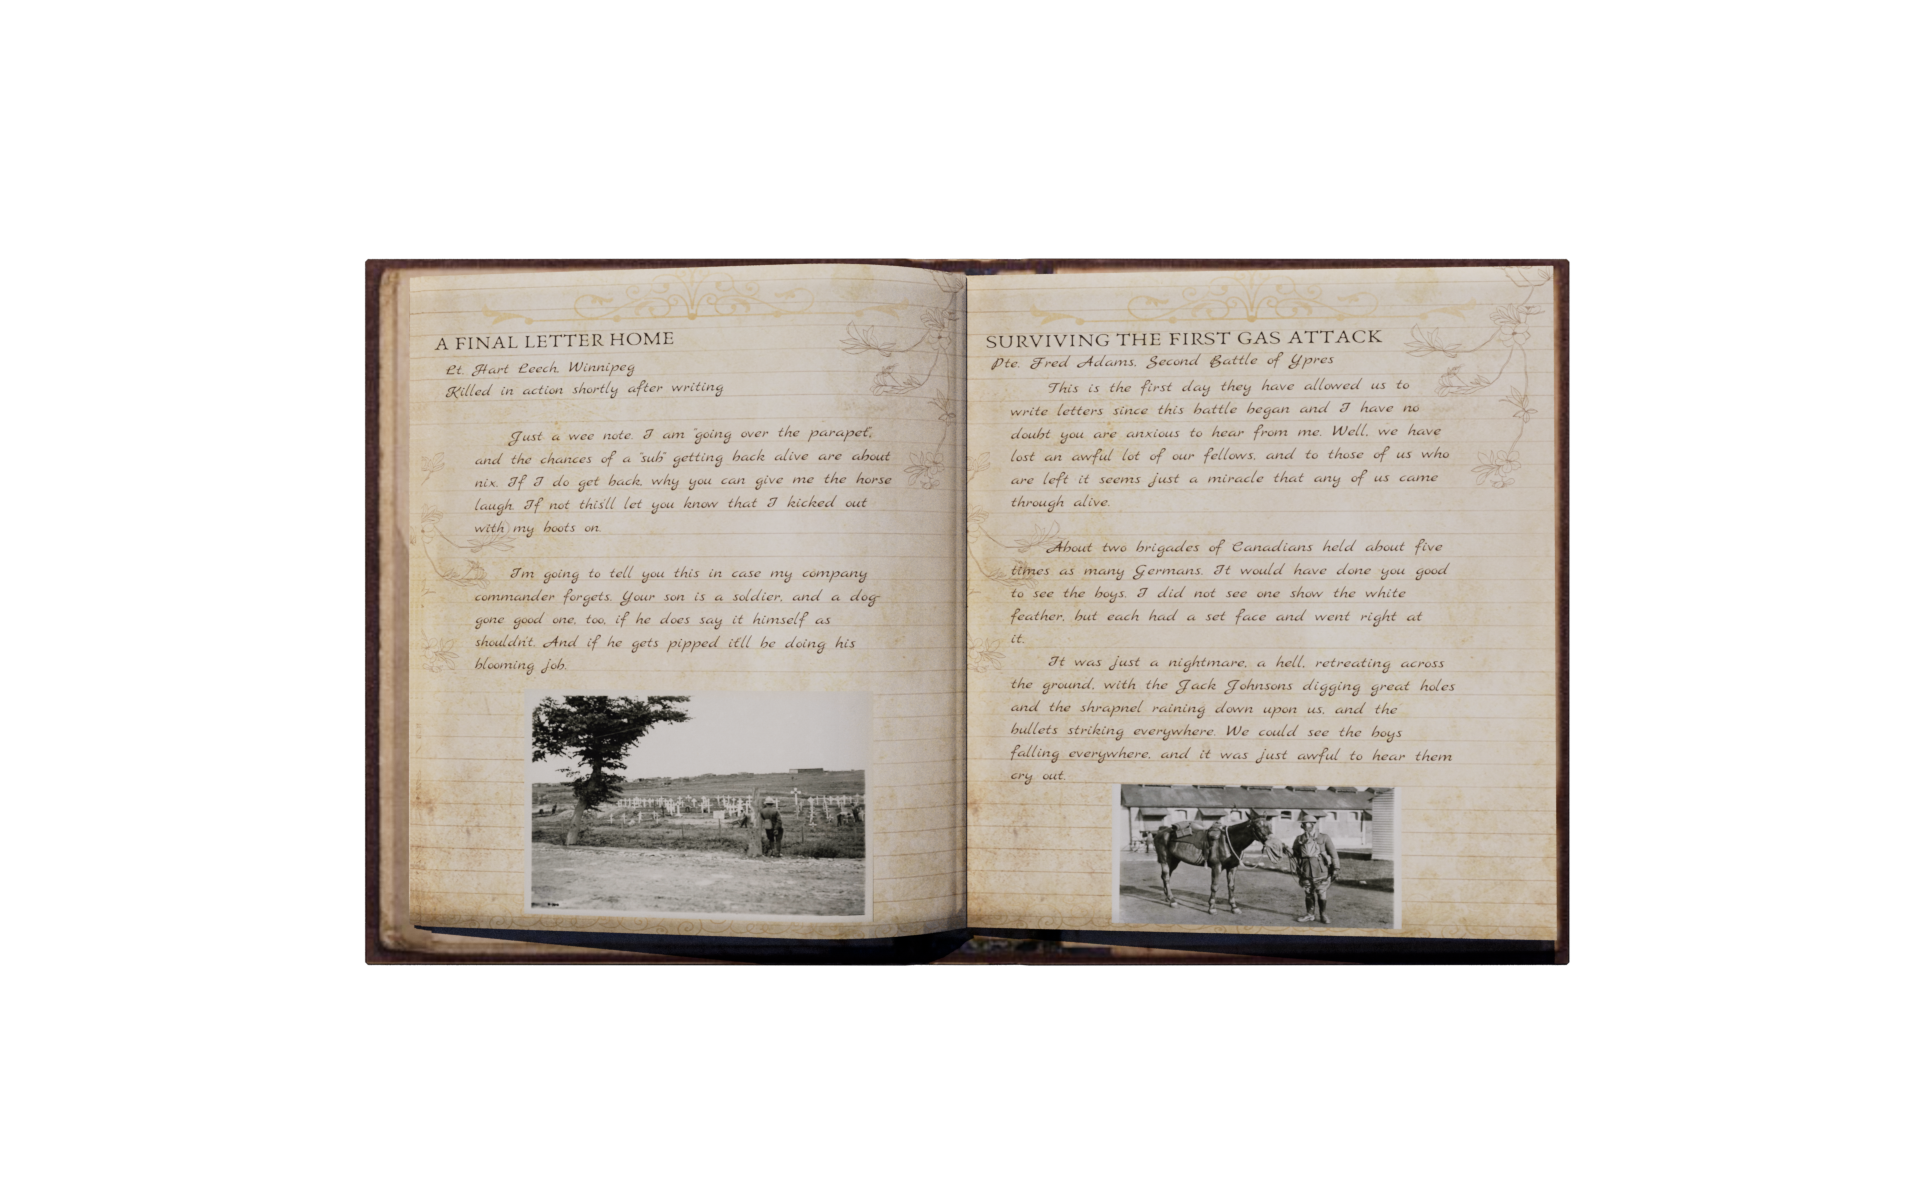 A FINAL LETTER HOME
Lt. Hart Leech, Winnipeg
Killed in action shortly after writing
Just a wee note. I am "going over the parapet",
and the chances of a "sub" getting back alive are about
nix. If I do get back, why you can give me the horse
laugh. If not this'll let you know that I kicked out
with my boots on.
I'm going to tell you this in case my company
commander forgets. Your son is a soldier, and a dog-
gone good one, too, if he does say it himself as
shouldn't. And if he gets pipped it'll be doing his
blooming job.
SURVIVING THE FIRST GAS ATTACK
Pte. Fred Adams, Second Battle of Ypres
This is the first day they have allowed us to
write letters since this battle began and I have no
doubt you are anxious to hear from me. Well, we have
lost an awful lot of our fellows, and to those of us who
are left it seems just a miracle that any of us came
through alive.
About two brigades of Canadians held about five
times as many Germans. It would have done you good
to see the boys. I did not see one show the white
feather, but each had a set face and went right at
it.
It was just a nightmare, a hell, retreating across
the ground, with the Jack Johnsons digging great holes
and the shrapnel raining down upon us, and the
bullets striking everywhere. We could see the boys
falling everywhere, and it was just awful to hear them
cry out.